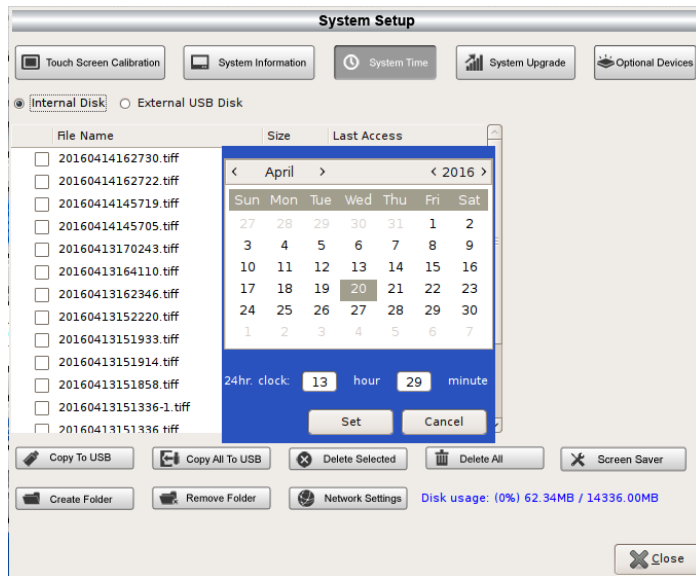 System Setup
Touch Screen Calibration System Information System Time System Upgrade Optional Devices
Internal Disk External USB Disk
File Name Size Last Access
20160414162730.tiff
20160414162722.tiff
20160414145719.tiff
20160414145705.tiff
20160413170243.tiff
20160413164110.tiff
20160413162346.tiff
20160413152220.tiff
20160413151933.tiff
20160413151914.tiff
20160413151858.tiff
20160413151336-1.tiff
20160413151336.tiff
< April > < 2016 >
Sun Mon Tue Wed Thu Fri Sat
27 28 29 30 31 1 2
3 4 5 6 7 8 9
10 11 12 13 14 15 16
17 18 19 20 21 22 23
24 25 26 27 28 29 30
1 2 3 4 5 6 7
24hr. clock: 13 hour 29 minute
Set Cancel
Copy To USB Copy All To USB Delete Selected Delete All Screen Saver
Create Folder Remove Folder Network Settings Disk usage: (0%) 62.34MB / 14336.00MB
Close